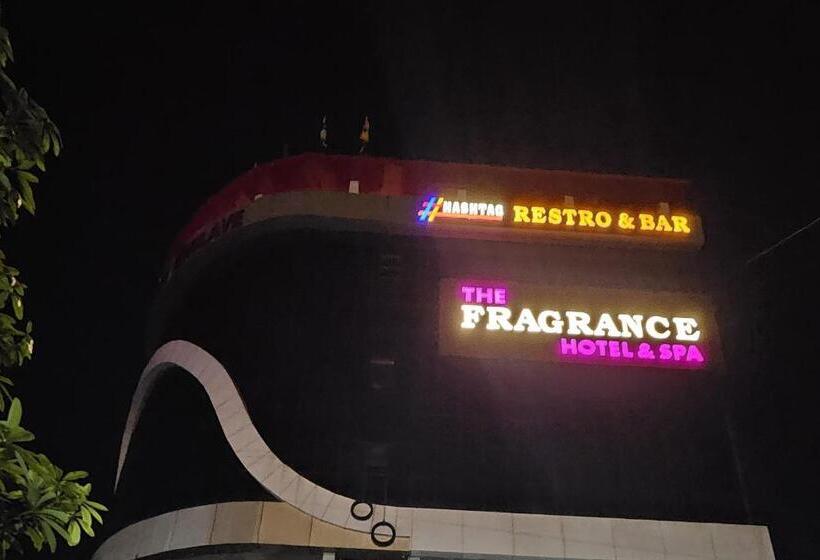 #HASHTAG RESTRO & BAR
THE
FRAGRANCE
HOTEL & SPA